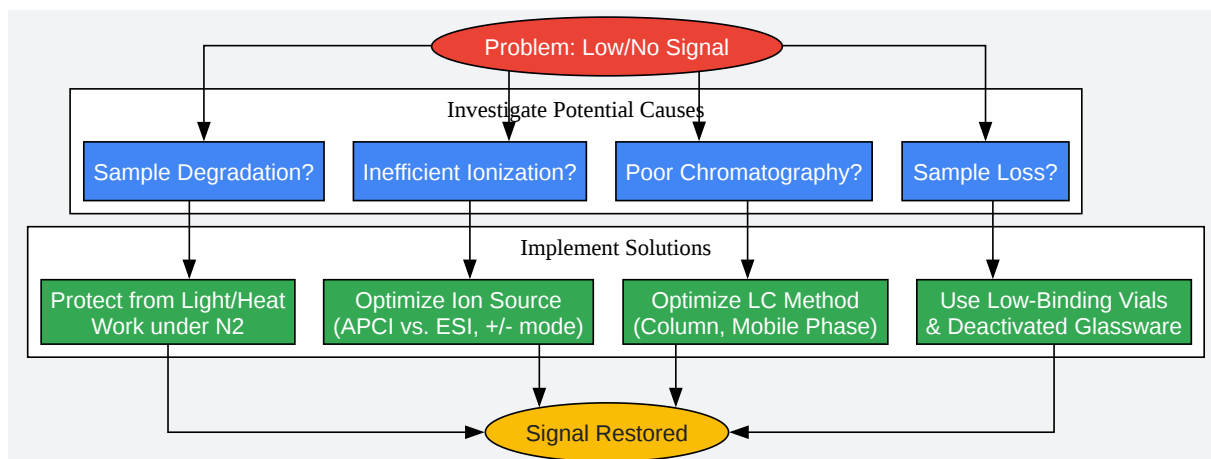 Problem: Low/No Signal
Investigate Potential Causes
Sample Degradation?
Inefficient Ionization?
Poor Chromatography?
Sample Loss?
Implement Solutions
Protect from Light/Heat
Work under N2
Optimize Ion Source
(APCI vs. ESI, +/- mode)
Optimize LC Method
(Column, Mobile Phase)
Use Low-Binding Vials
& Deactivated Glassware
Signal Restored